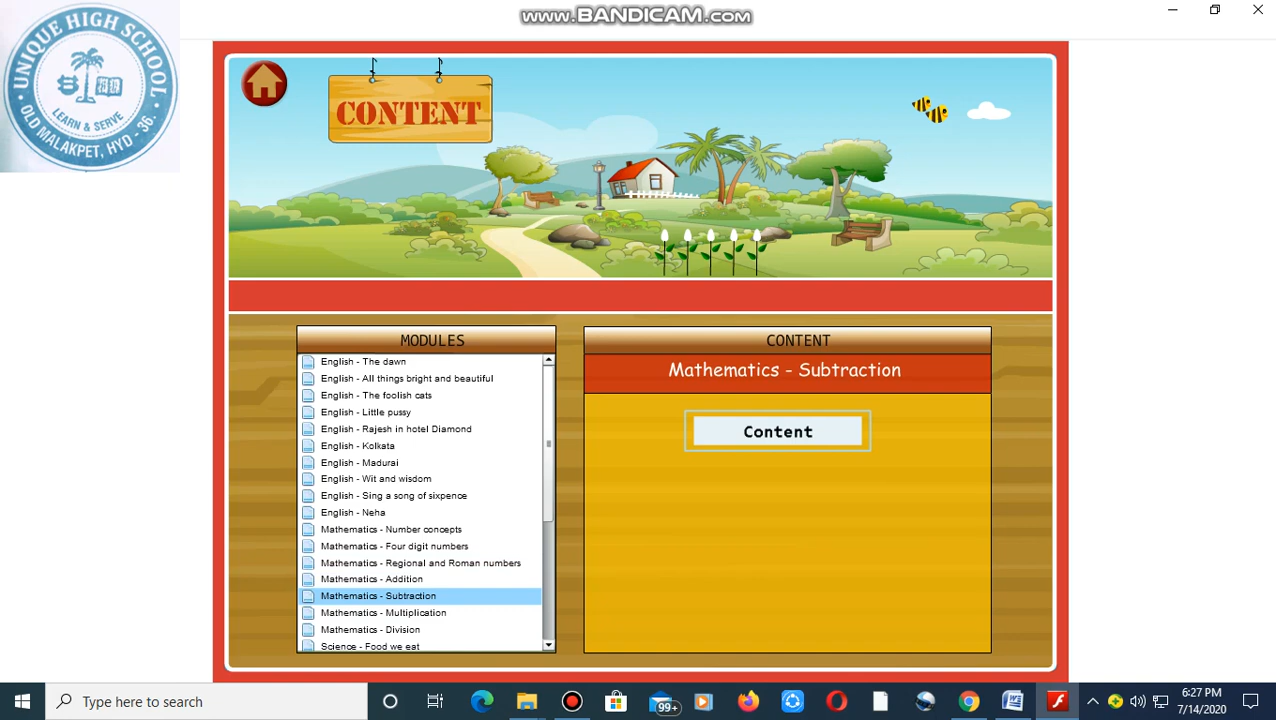 WWW.BANDICAM.COM
UNIQUE HIGH SCHOOL
LEARN & SERVE
OLD MALAKPET, HYD - 36.
CONTENT
MODULES
English - The dawn
English - All things bright and beautiful
English - The foolish cats
English - Little pussy
English - Rajesh in hotel Diamond
English - Kolkata
English - Madurai
English - Wit and wisdom
English - Sing a song of sixpence
English - Neha
Mathematics - Number concepts
Mathematics - Four digit numbers
Mathematics - Regional and Roman numbers
Mathematics - Addition
Mathematics - Subtraction
Mathematics - Multiplication
Mathematics - Division
Science - Food we eat
CONTENT
Mathematics - Subtraction
Content
Type here to search
99+
6:27 PM
7/14/2020